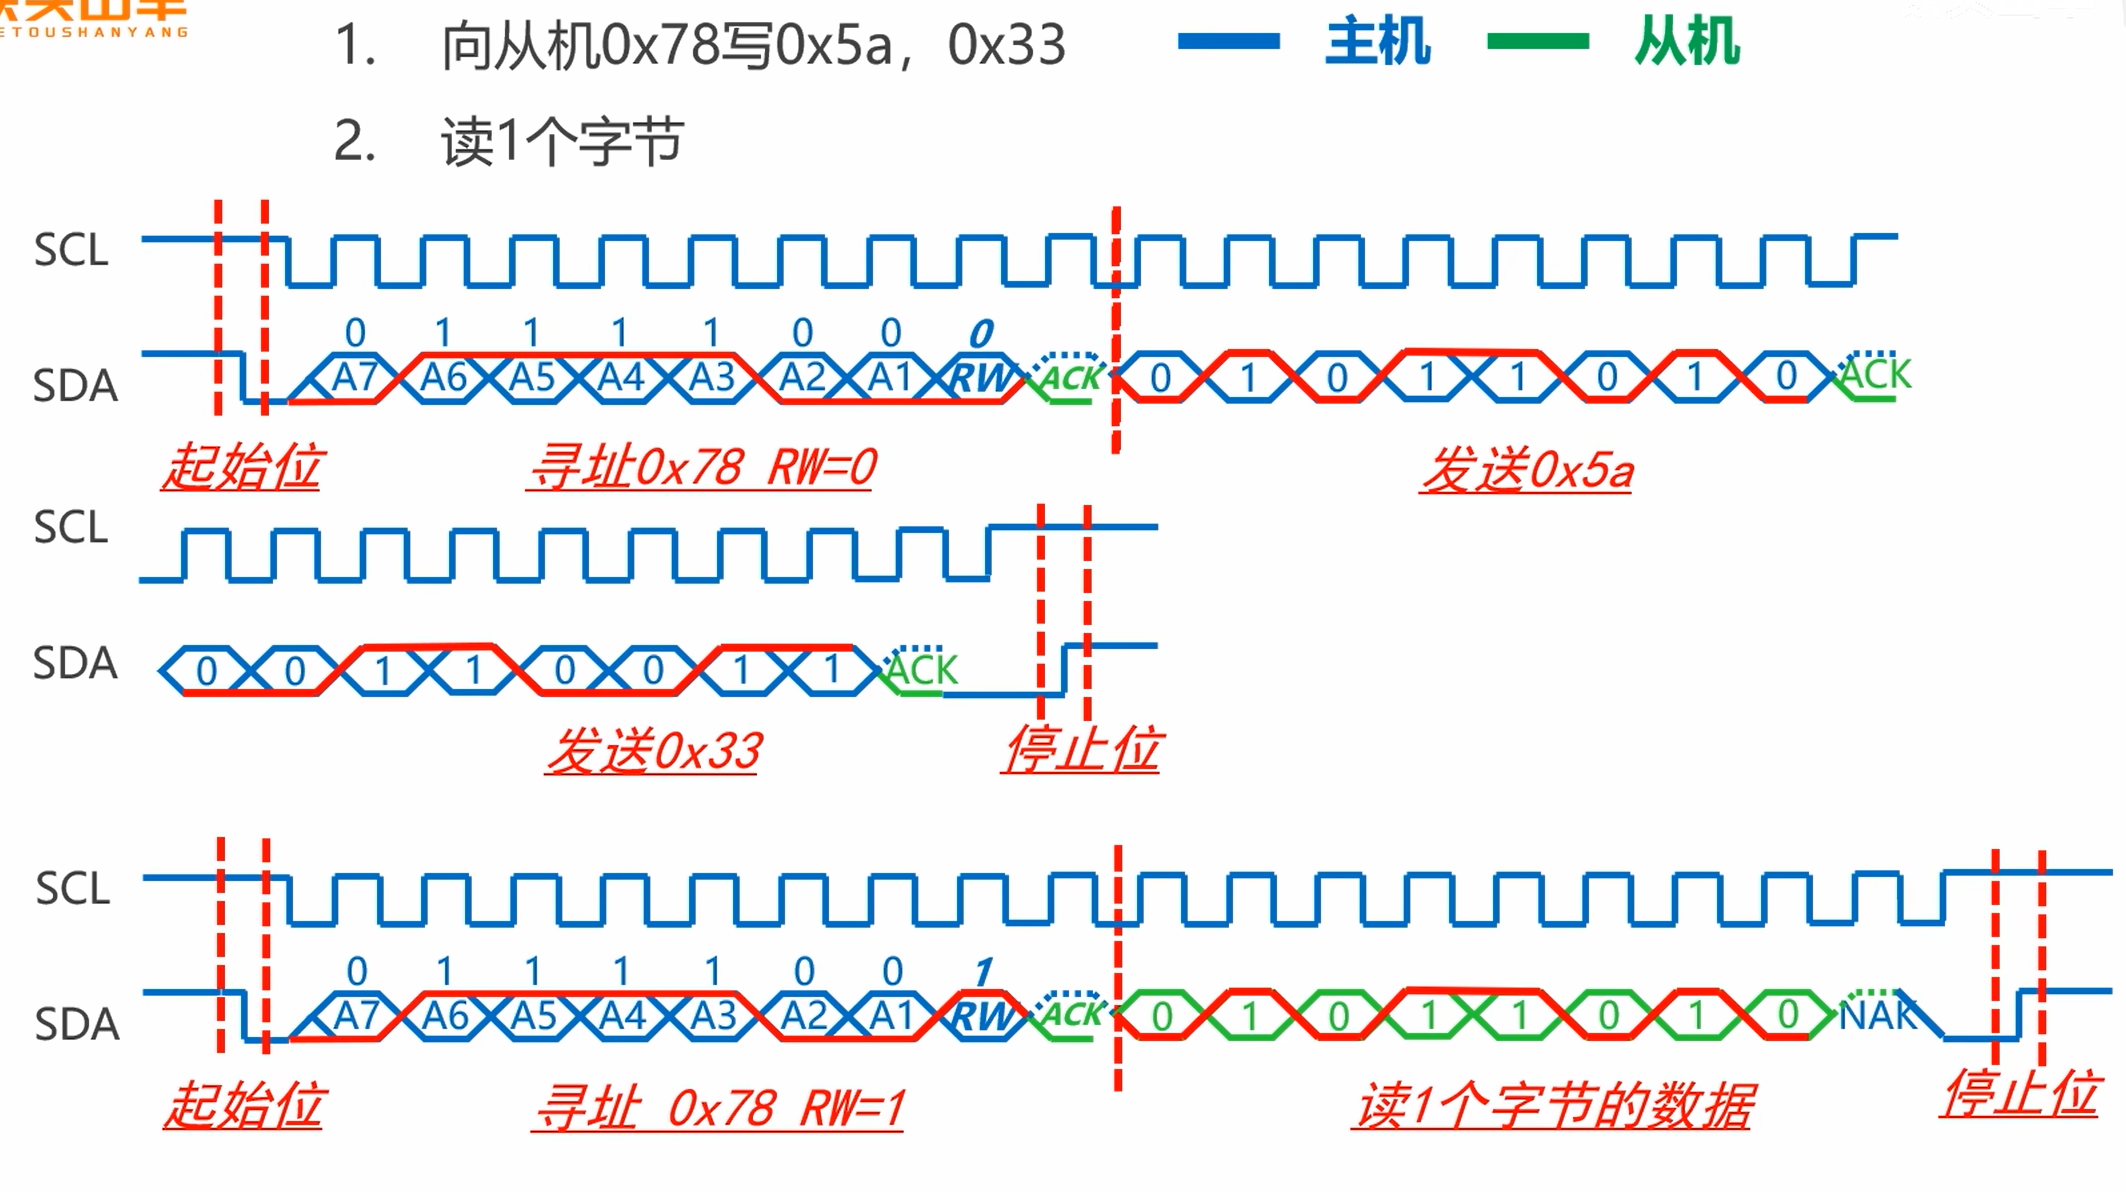 ETOUSHANYANG
1. 向从机0x78写0x5a，0x33
主机 从机
2. 读1个字节
SCL
0 1 1 1 1 0 0 0
SDA A7 A6 A5 A4 A3 A2 A1 RW ACK 0 1 0 1 1 0 1 0 ACK
起始位 寻址0x78 RW=0 发送0x5a
SCL
SDA 0 0 1 1 0 0 1 1 ACK
发送0x33 停止位
SCL
0 1 1 1 1 0 0 1
SDA A7 A6 A5 A4 A3 A2 A1 RW ACK 0 1 0 1 1 0 1 0 NAK
起始位 寻址 0x78 RW=1 读1个字节的数据 停止位